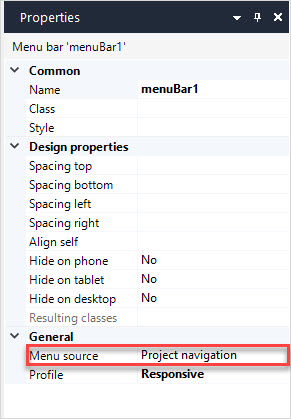 Properties
Menu bar 'menuBar1'
Common
Name menuBar1
Class
Style
Design properties
Spacing top
Spacing bottom
Spacing left
Spacing right
Align self
Hide on phone No
Hide on tablet No
Hide on desktop No
Resulting classes
General
Menu source Project navigation
Profile Responsive